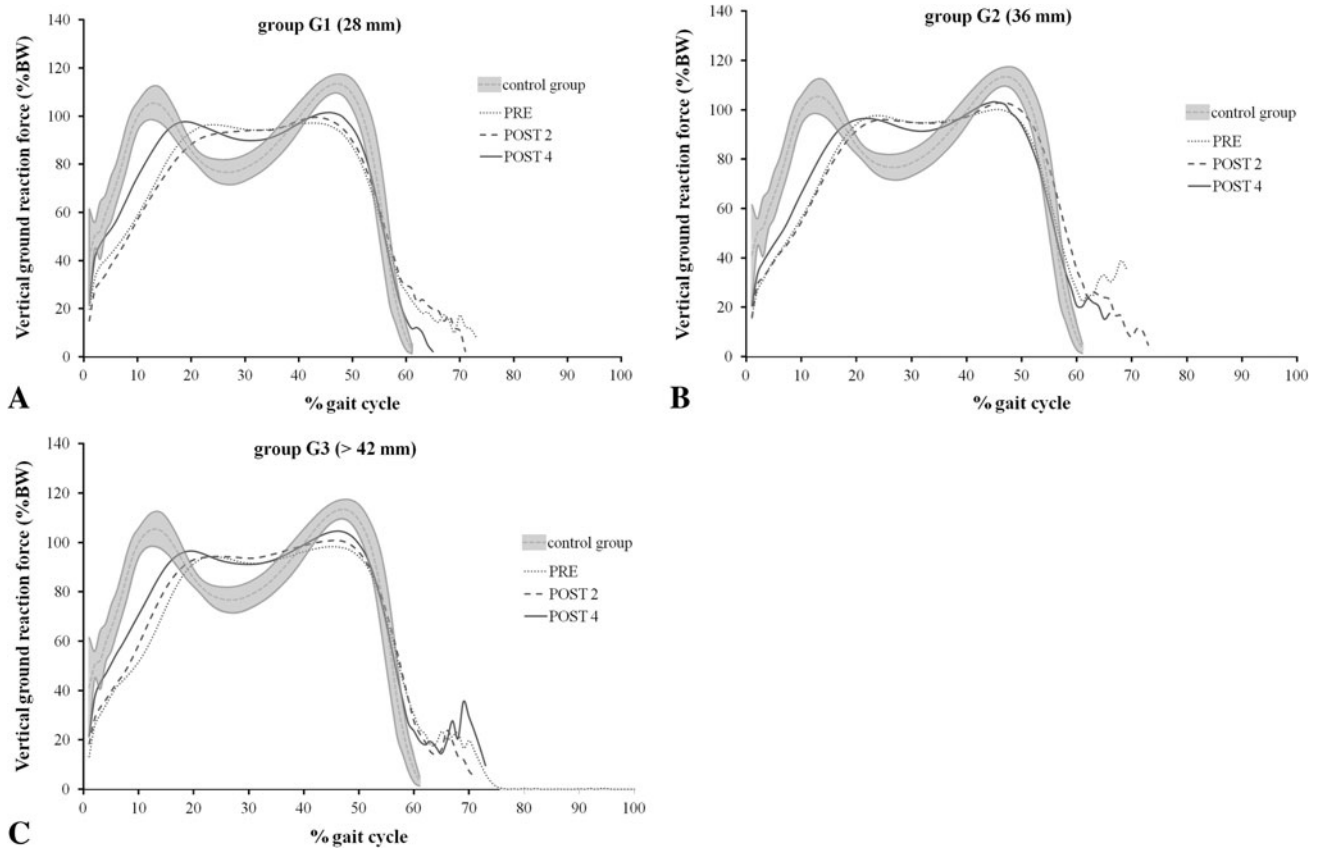 group G1 (28 mm)
Vertical ground reaction force (%BW)
140
120
100
80
60
40
20
0
control group
PRE
POST 2
POST 4
0 10 20 30 40 50 60 70 80 90 100
% gait cycle
A
group G2 (36 mm)
Vertical ground reaction force (%BW)
140
120
100
80
60
40
20
0
control group
PRE
POST 2
POST 4
0 10 20 30 40 50 60 70 80 90 100
% gait cycle
B
group G3 (> 42 mm)
Vertical ground reaction force (%BW)
140
120
100
80
60
40
20
0
control group
PRE
POST 2
POST 4
0 10 20 30 40 50 60 70 80 90 100
% gait cycle
C